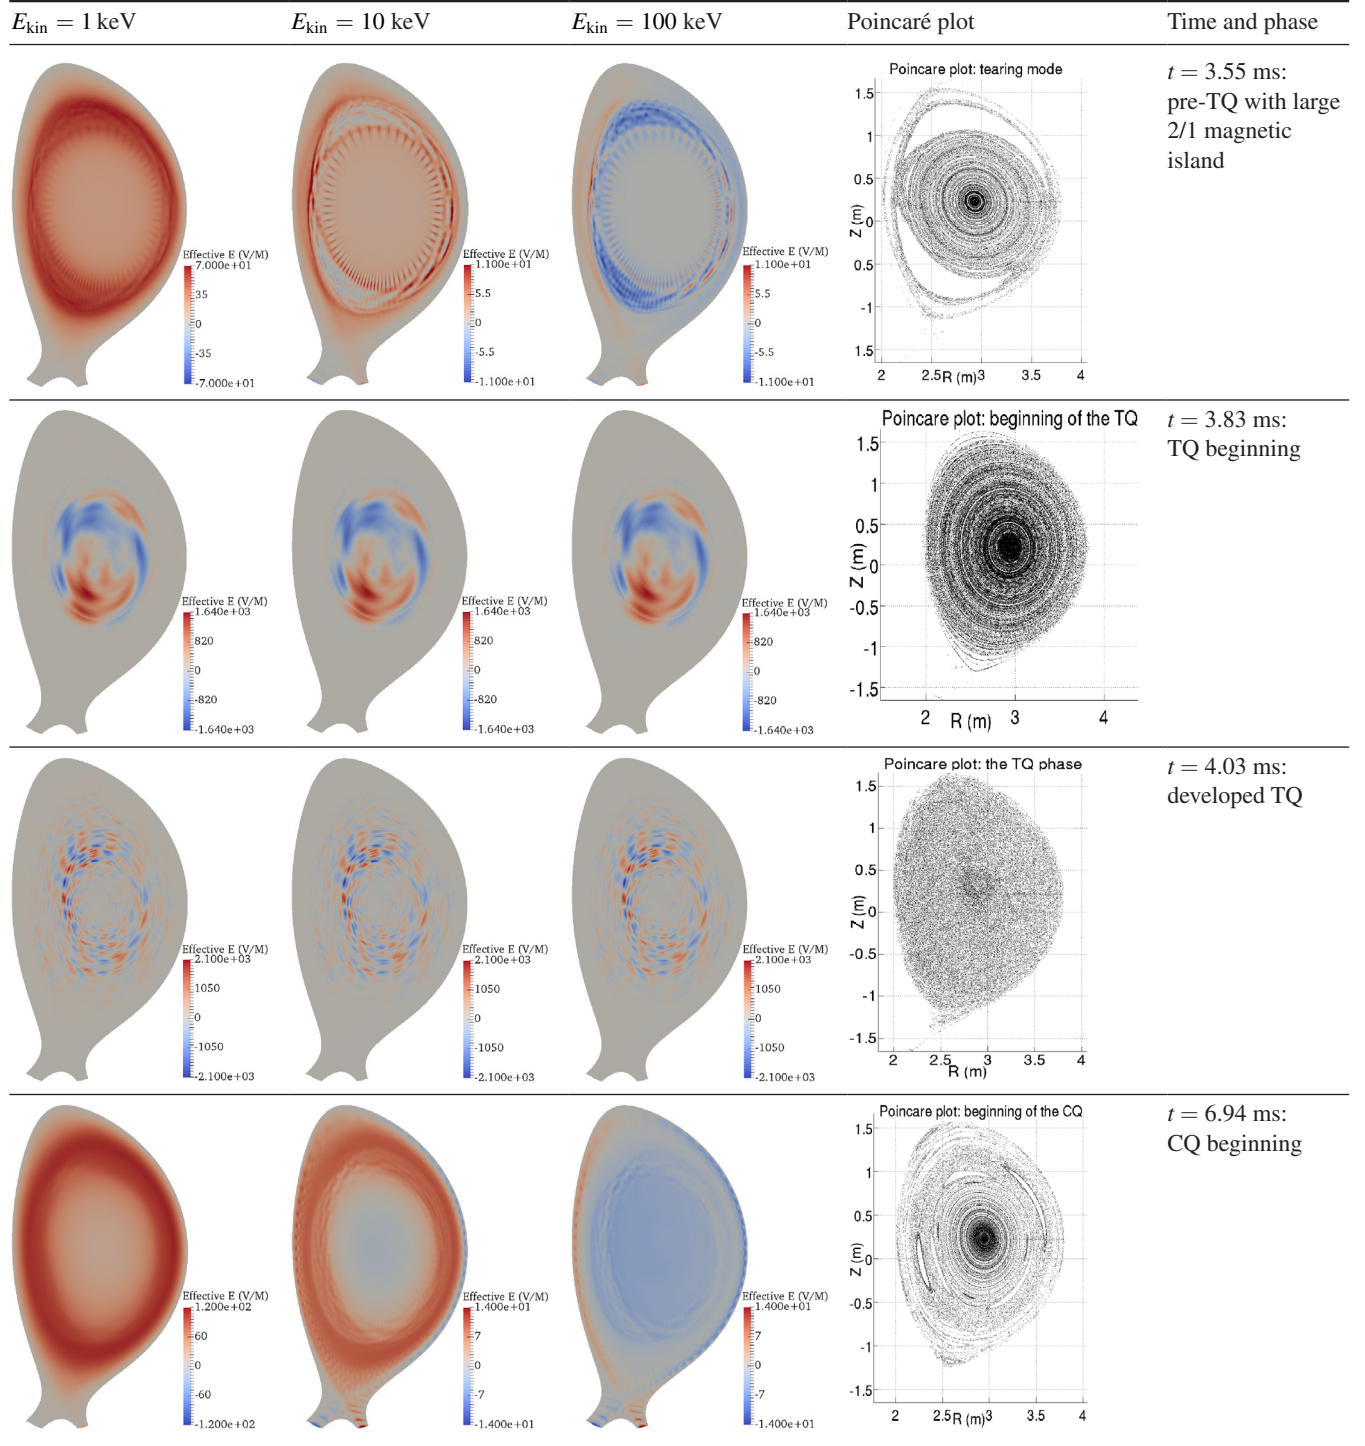 E_kin = 1 keV
E_kin = 10 keV
E_kin = 100 keV
Poincaré plot
Time and phase
Effective E (V/M)
7.000e+01
35
0
-35
-7.000e+01
Effective E (V/M)
1.100e+01
5.5
0
-5.5
-1.100e+01
Effective E (V/M)
1.100e+01
5.5
0
-5.5
-1.100e+01
Poincare plot: tearing mode
1.5
1
0.5
0
0.5
-1
1.5
Z (m)
2
2.5
R (m)
3
3.5
4
t = 3.55 ms:
pre-TQ with large
2/1 magnetic
island
Effective E (V/M)
1.640e+03
820
0
-820
-1.640e+03
Effective E (V/M)
1.640e+03
820
0
-820
-1.640e+03
Effective E (V/M)
1.640e+03
820
0
-820
-1.640e+03
Poincare plot: beginning of the TQ
1.5
1
0.5
0
-0.5
-1
-1.5
Z (m)
2
R (m)
3
4
t = 3.83 ms:
TQ beginning
Effective E (V/M)
2.100e+03
1050
0
-1050
-2.100e+03
Effective E (V/M)
2.100e+03
1050
0
-1050
-2.100e+03
Effective E (V/M)
2.100e+03
1050
0
-1050
-2.100e+03
Poincare plot: the TQ phase
1.5
1
0.5
0
-0.5
-1
-1.5
Z (m)
2
2.5
3
3.5
4
R (m)
t = 4.03 ms:
developed TQ
Effective E (V/M)
1.200e+02
60
0
-60
-1.200e+02
Effective E (V/M)
1.400e+01
7
0
-7
-1.400e+01
Effective E (V/M)
1.400e+01
7
0
-7
-1.400e+01
Poincare plot: beginning of the CQ
1.5
1
0.5
0
-0.5
-1
-1.5
Z (m)
2
2.5
R (m)
3
3.5
4
t = 6.94 ms:
CQ beginning